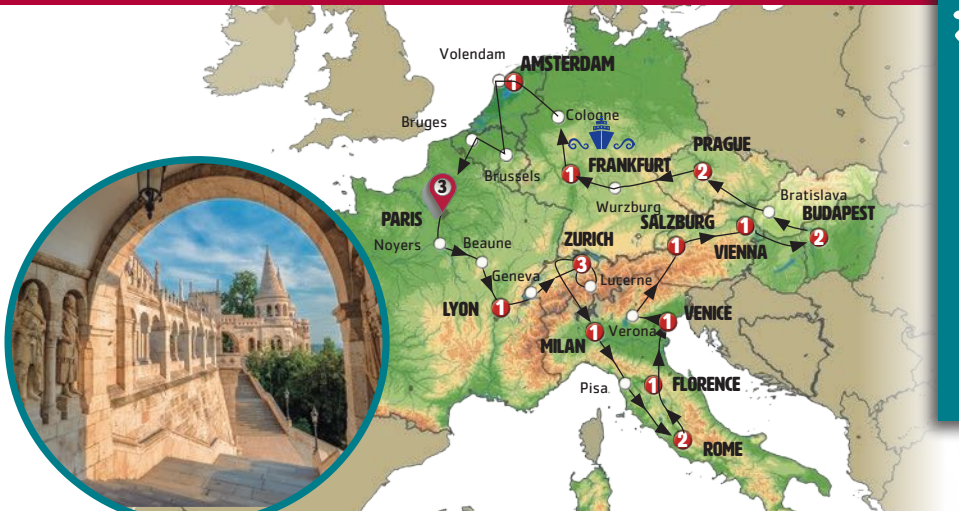 Volendam
AMSTERDAM
1
Bruges
Cologne
Brussels
FRANKFURT
1
PRAGUE
2
Wurzburg
Bratislava
BUDAPEST
2
SALZBURG
1
VIENNA
1
3
PARIS
Noyers
Beaune
Geneva
ZURICH
3
Lucerne
LYON
1
MILAN
1
Verona
VENICE
1
Pisa
FLORENCE
1
ROME
2